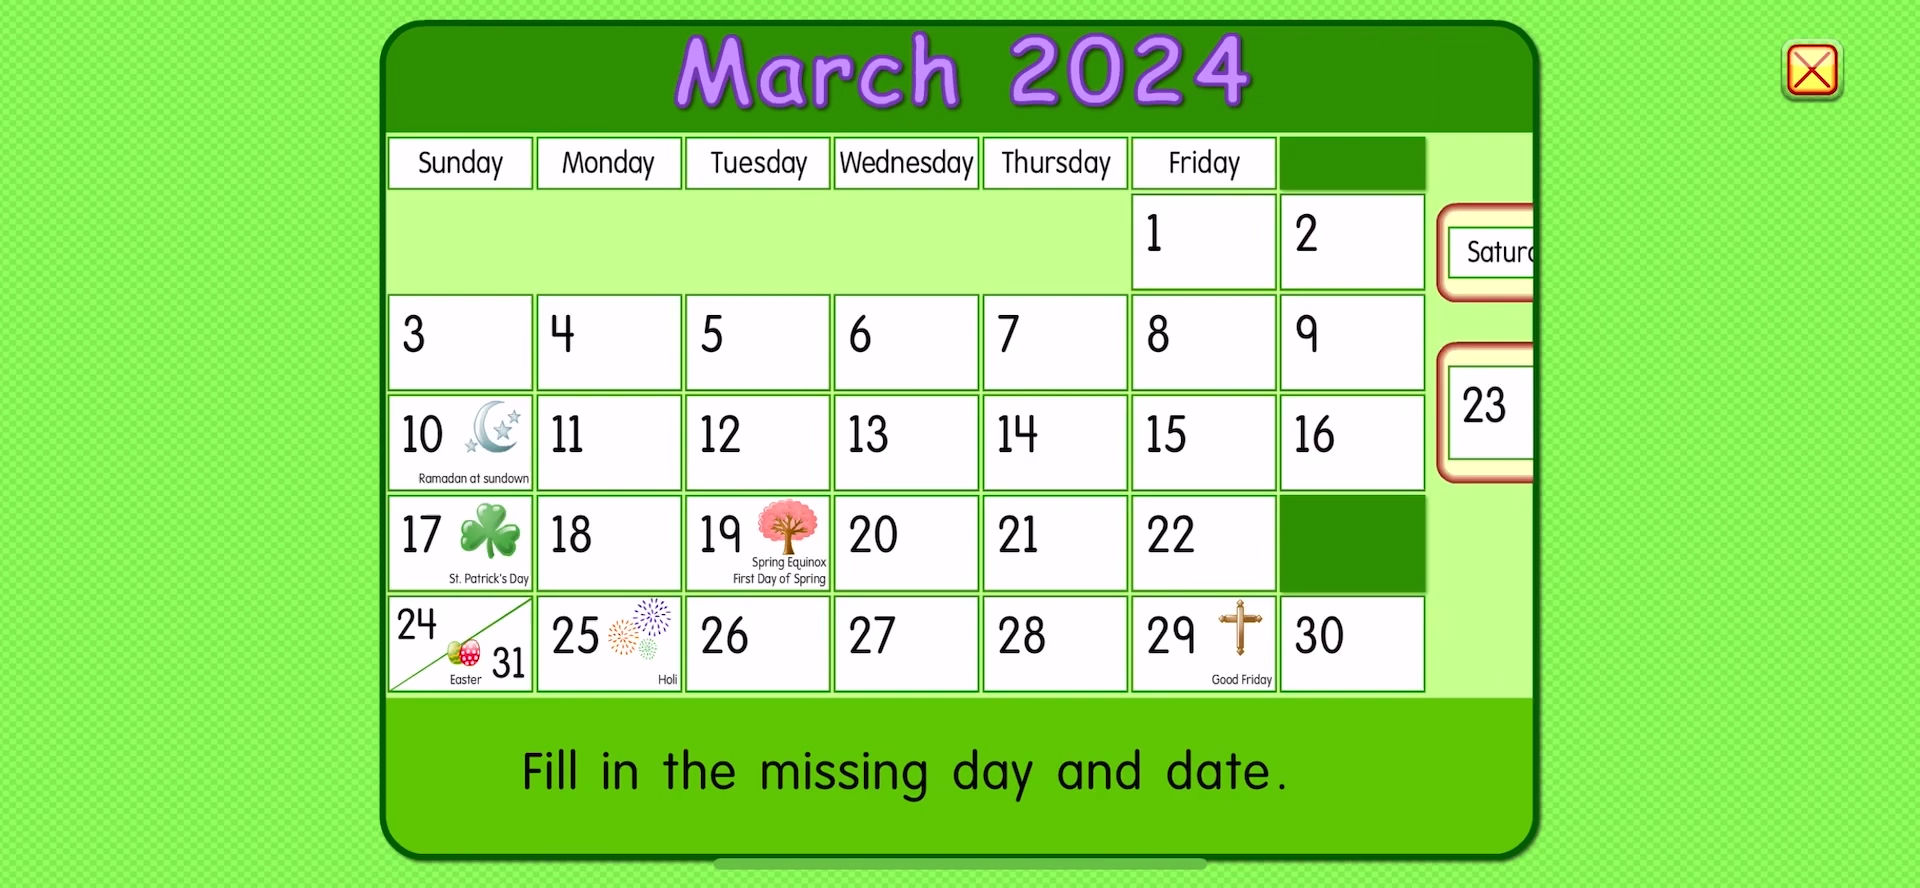 March 2024
Sunday Monday Tuesday Wednesday Thursday Friday
1 2
Satur
3 4 5 6 7 8 9
23
10 11 12 13 14 15 16
Ramadan at sundown
17 18 19 20 21 22
St. Patrick's Day
Spring Equinox
First Day of Spring
24 31 25 26 27 28 29 30
Easter
Holi
Good Friday
Fill in the missing day and date.